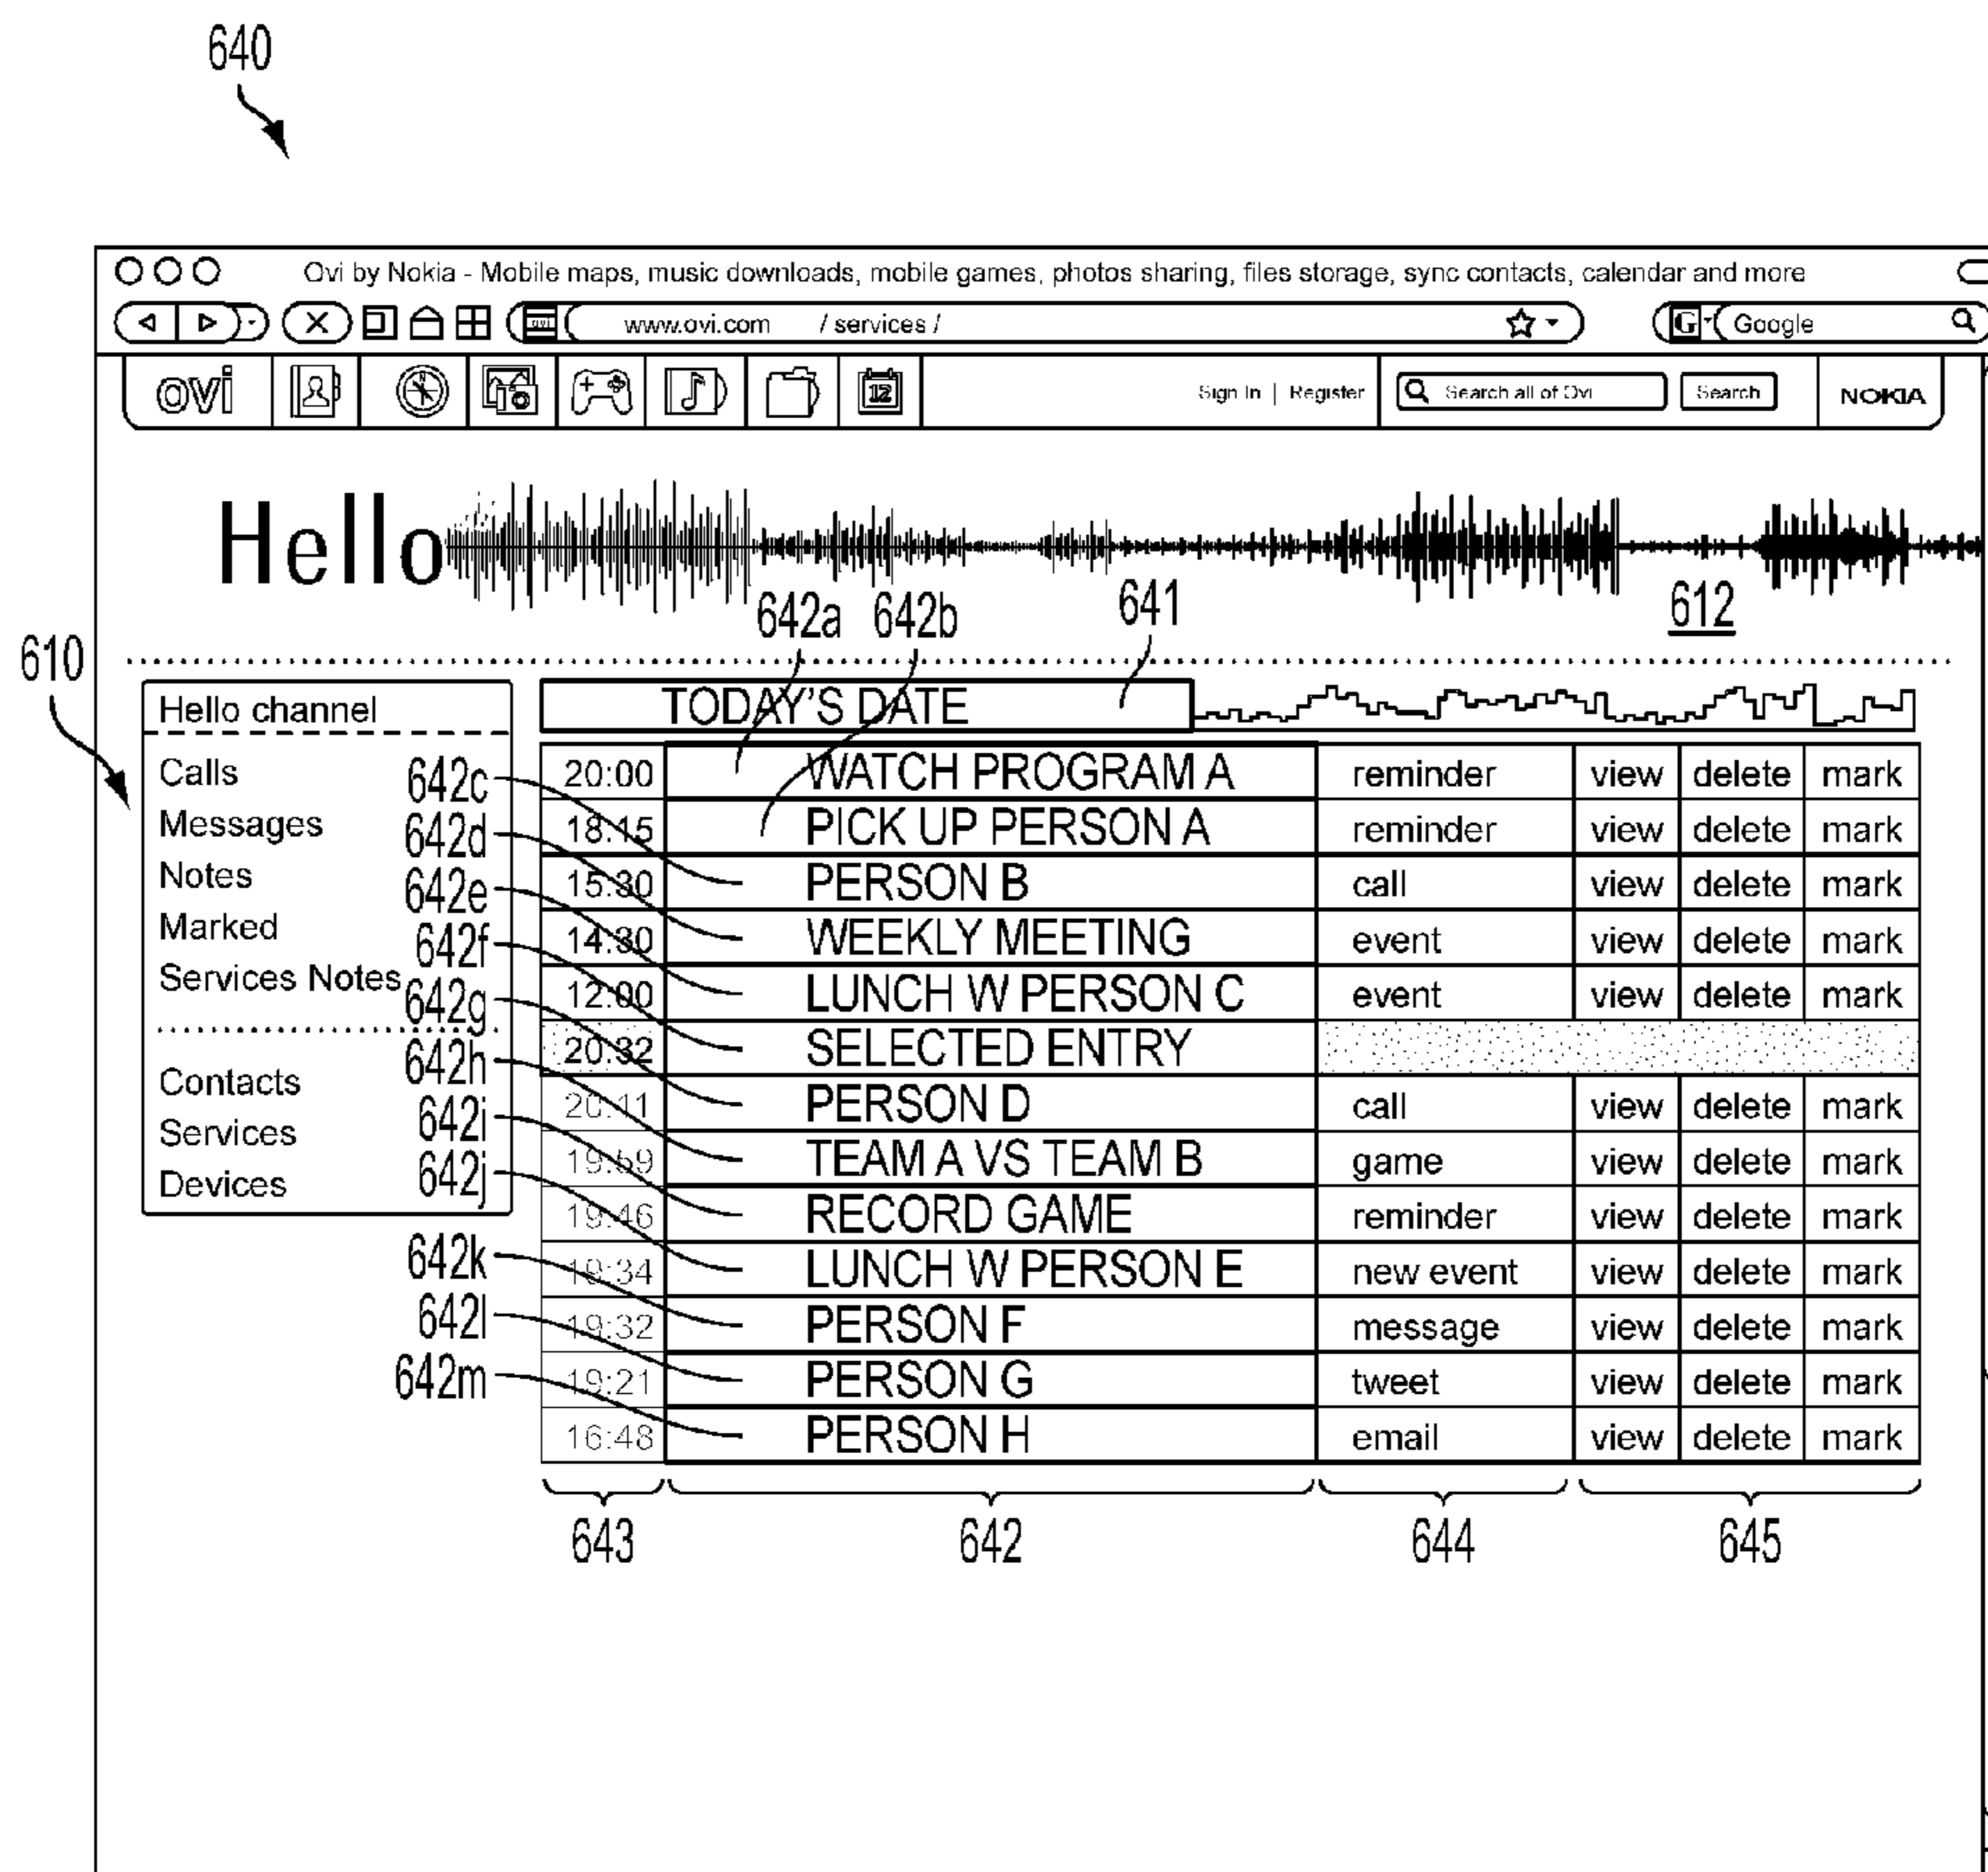 640
Ovi by Nokia - Mobile maps, music downloads, mobile games, photos sharing, files storage, sync contacts, calendar and more
ovi www.ovi.com / services / G Google
ovi 12 Sign In | Register Search all of Ovi Search NOKIA
Hello
642a 642b 641 612
610
Hello channel
Calls
Messages
Notes
Marked
Services Notes
Contacts
Services
Devices
642c
642d
642e
642f
642g
642h
642i
642j
642k
642l
642m
TODAY'S DATE
20:00 WATCH PROGRAM A reminder view delete mark
18:15 PICK UP PERSON A reminder view delete mark
15:30 PERSON B call view delete mark
14:30 WEEKLY MEETING event view delete mark
12:00 LUNCH W PERSON C event view delete mark
20:32 SELECTED ENTRY
20:11 PERSON D call view delete mark
19:59 TEAM A VS TEAM B game view delete mark
19:46 RECORD GAME reminder view delete mark
19:34 LUNCH W PERSON E new event view delete mark
19:32 PERSON F message view delete mark
19:21 PERSON G tweet view delete mark
16:48 PERSON H email view delete mark
643 642 644 645